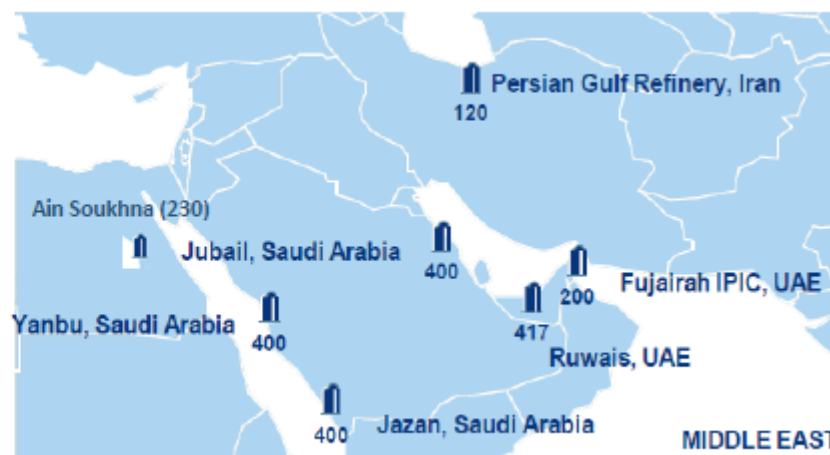 Persian Gulf Refinery, Iran
120
Ain Soukhna (230)
Jubail, Saudi Arabia
400
Fujairah IPIC, UAE
200
417
Yanbu, Saudi Arabia
400
Ruwais, UAE
400
Jazan, Saudi Arabia
MIDDLE EAST